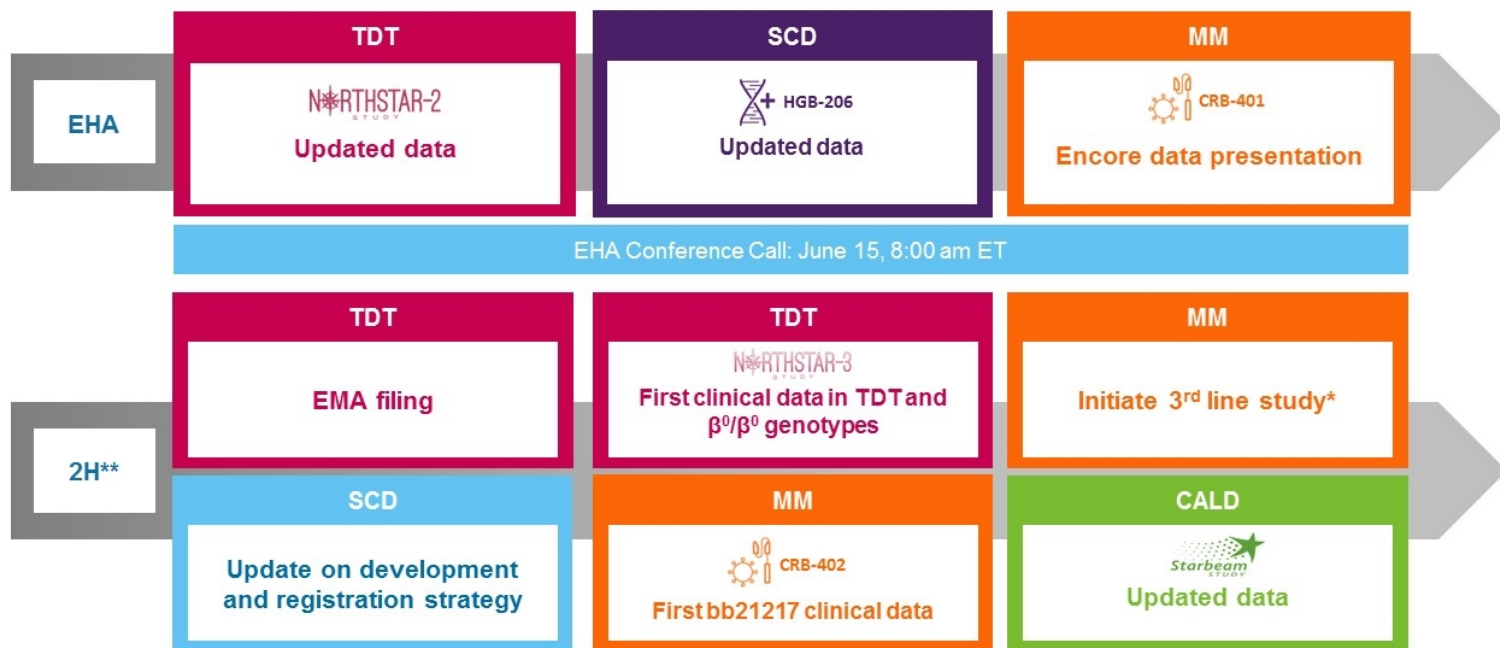 TDT
SCD
MM
EHA
NORTHSTAR-2
STUDY
Updated data
HGB-206
Updated data
CRB-401
Encore data presentation
EHA Conference Call: June 15, 8:00 am ET
TDT
TDT
MM
2H**
EMA filing
NORTHSTAR-3
STUDY
First clinical data in TDT and
β⁰/β⁰ genotypes
Initiate 3ʳᵈ line study*
SCD
MM
CALD
Update on development
and registration strategy
CRB-402
First bb21217 clinical data
Starbeam
STUDY
Updated data